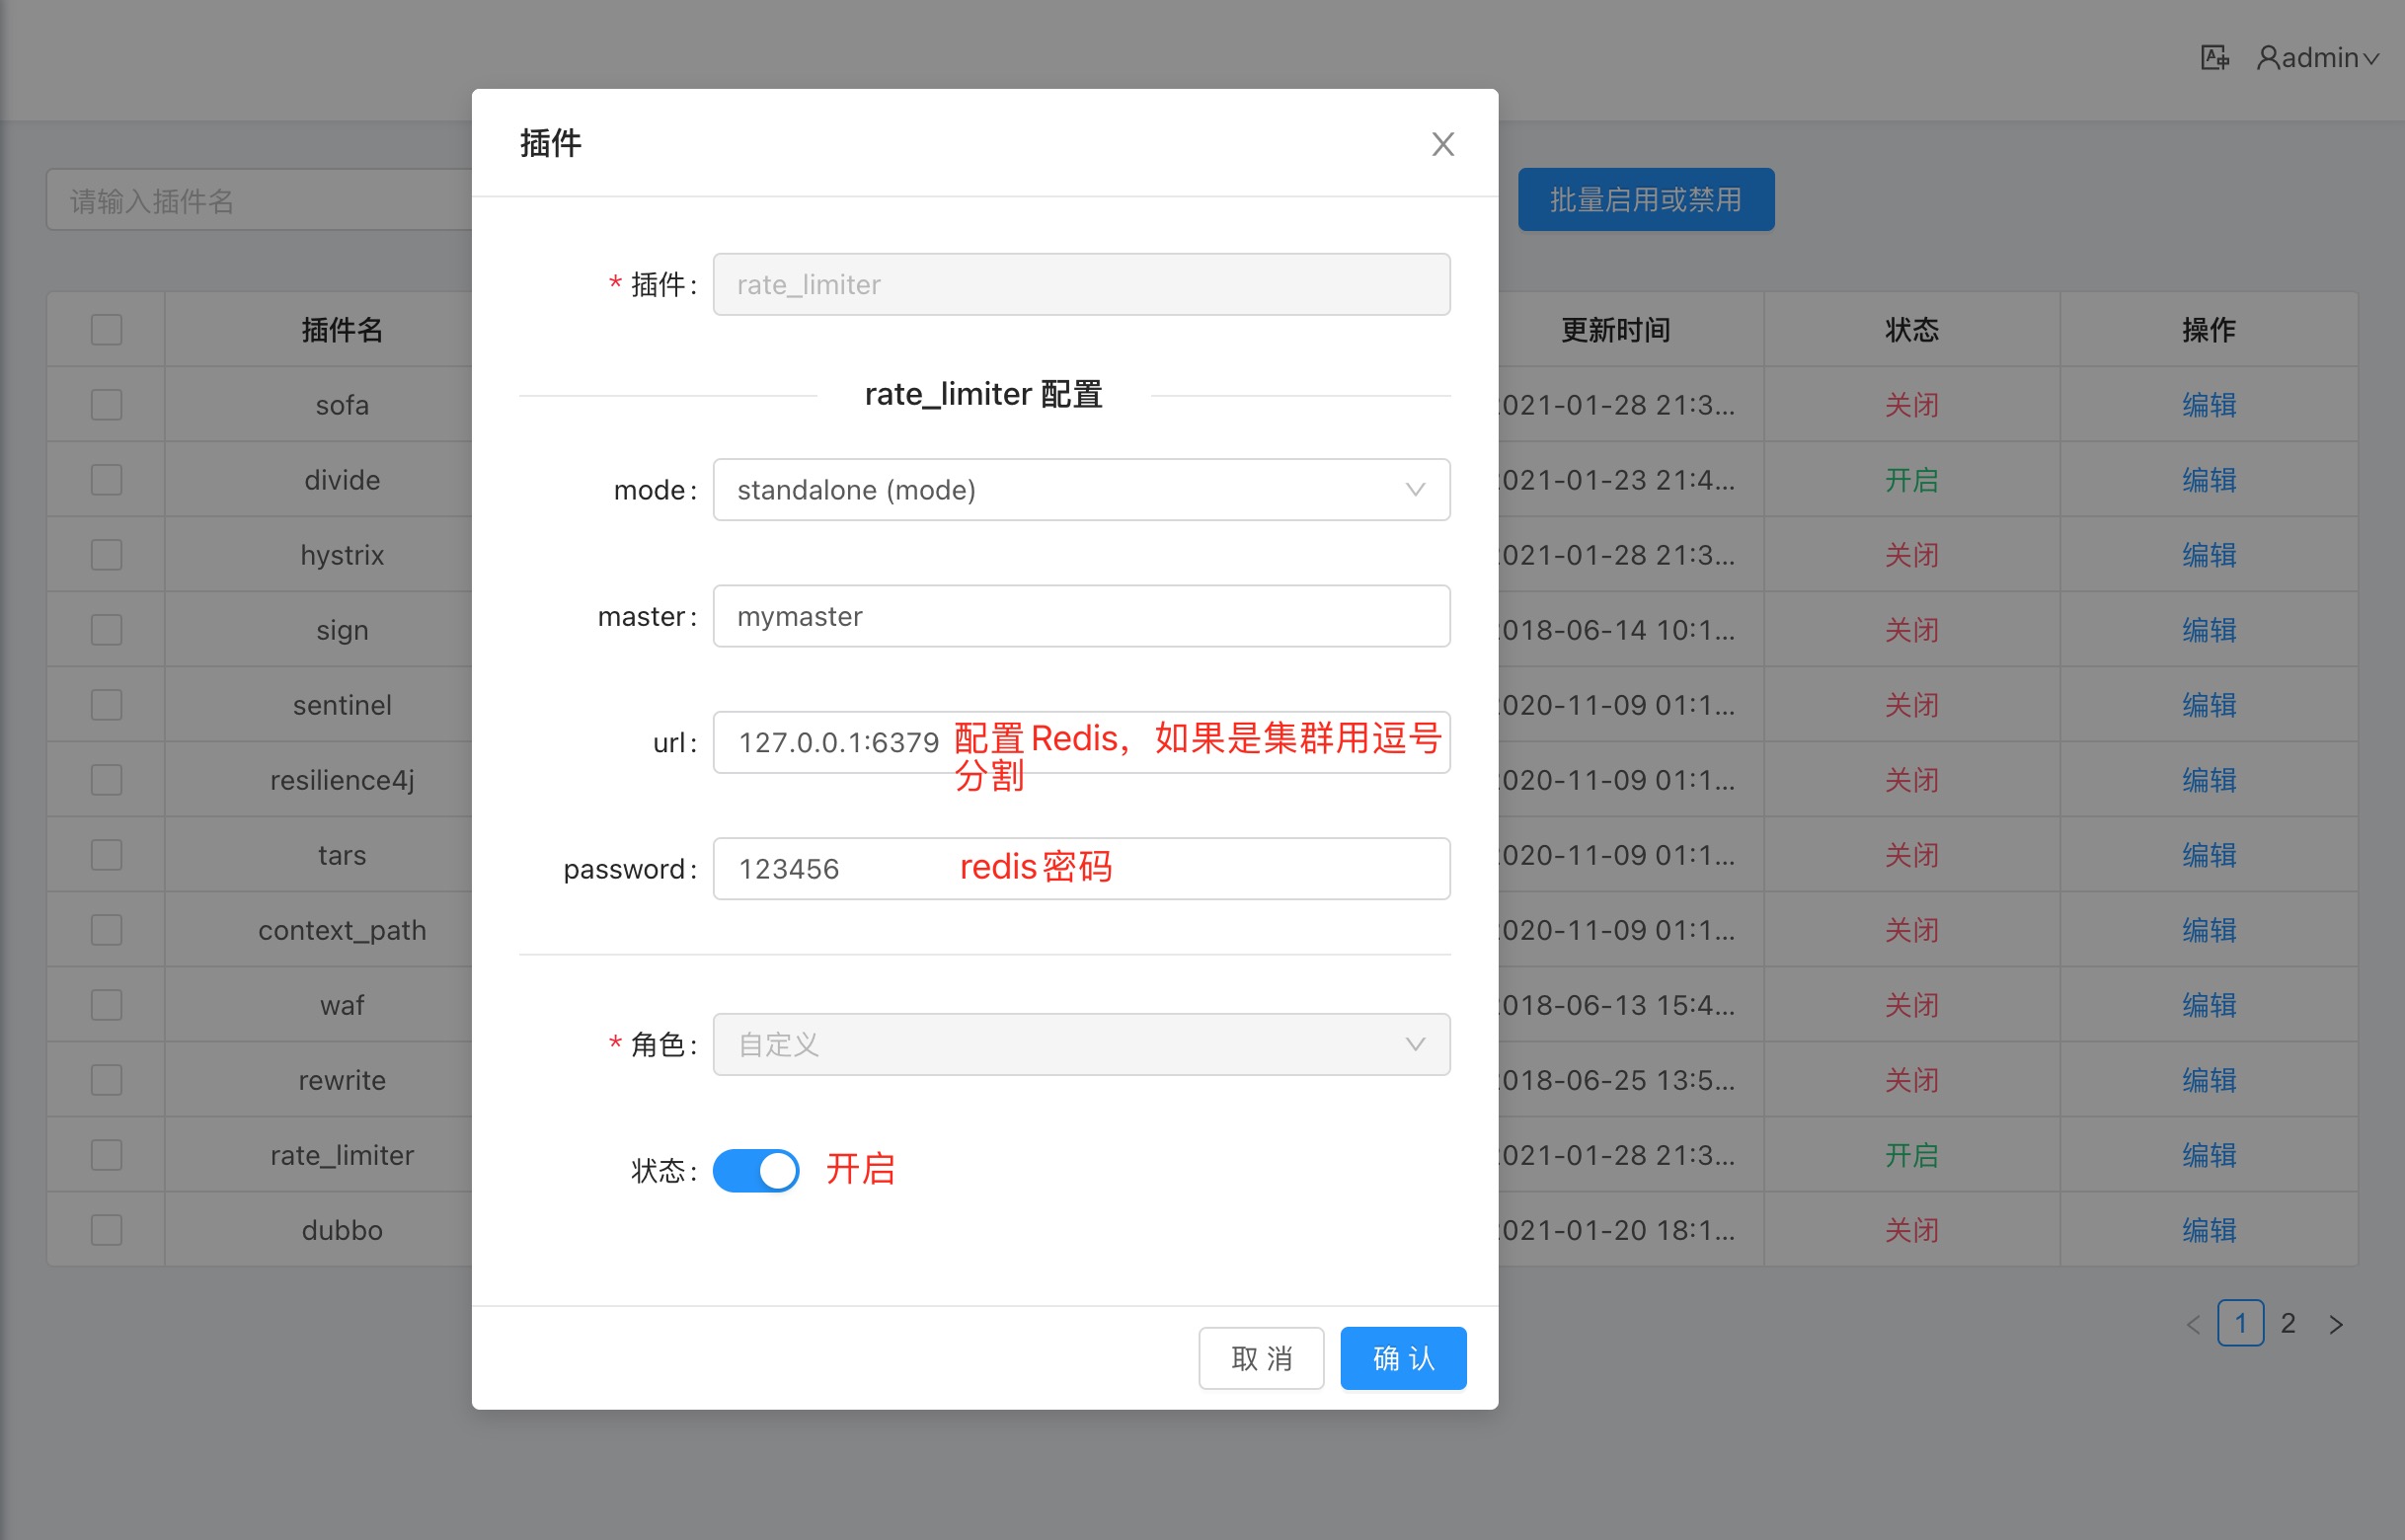 admin
插件
请输入插件名
批量启用或禁用
* 插件 : rate_limiter
rate_limiter 配置
mode : standalone (mode)
master : mymaster
url : 127.0.0.1:6379 配置Redis，如果是集群用逗号
分割
password : 123456 redis密码
* 角色 : 自定义
状态 : 开启
取 消 确 认
插件名 更新时间 状态 操作
sofa 021-01-28 21:3... 关闭 编辑
divide 021-01-23 21:4... 开启 编辑
hystrix 021-01-28 21:3... 关闭 编辑
sign 018-06-14 10:1... 关闭 编辑
sentinel 020-11-09 01:1... 关闭 编辑
resilience4j 020-11-09 01:1... 关闭 编辑
tars 020-11-09 01:1... 关闭 编辑
context_path 020-11-09 01:1... 关闭 编辑
waf 018-06-13 15:4... 关闭 编辑
rewrite 018-06-25 13:5... 关闭 编辑
rate_limiter 021-01-28 21:3... 开启 编辑
dubbo 021-01-20 18:1... 关闭 编辑
< 1 2 >